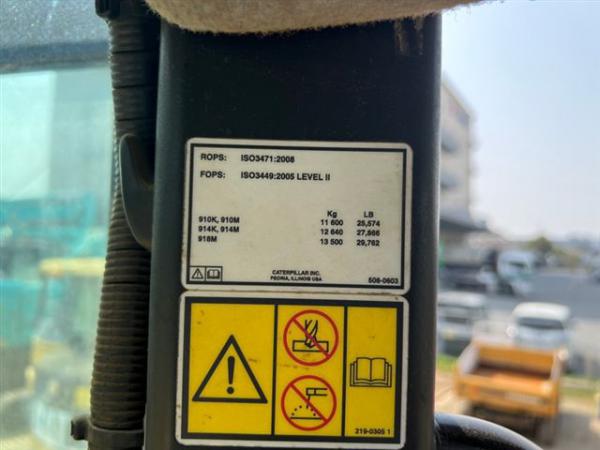 ROPS: ISO3471:2008
FOPS: ISO3449:2005 LEVEL II
Kg LB
910K, 910M 11 600 25,574
914K, 914M 12 640 27,866
918M 13 500 29,762
CATERPILLAR INC.
PEORIA, ILLINOIS USA
508-0603
219-0305 1